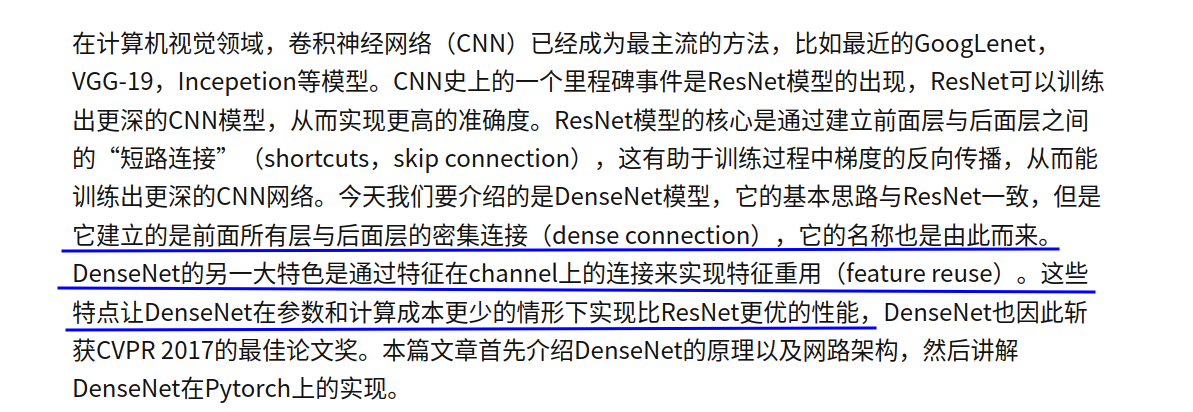 在计算机视觉领域，卷积神经网络（CNN）已经成为最主流的方法，比如最近的GoogLenet，
VGG-19，Incepetion等模型。CNN史上的一个里程碑事件是ResNet模型的出现，ResNet可以训练
出更深的CNN模型，从而实现更高的准确度。ResNet模型的核心是通过建立前面层与后面层之间
的“短路连接”（shortcuts，skip connection），这有助于训练过程中梯度的反向传播，从而能
训练出更深的CNN网络。今天我们要介绍的是DenseNet模型，它的基本思路与ResNet一致，但是
它建立的是前面所有层与后面层的密集连接（dense connection），它的名称也是由此而来。
DenseNet的另一大特色是通过特征在channel上的连接来实现特征重用（feature reuse）。这些
特点让DenseNet在参数和计算成本更少的情形下实现比ResNet更优的性能，DenseNet也因此斩
获CVPR 2017的最佳论文奖。本篇文章首先介绍DenseNet的原理以及网路架构，然后讲解
DenseNet在Pytorch上的实现。